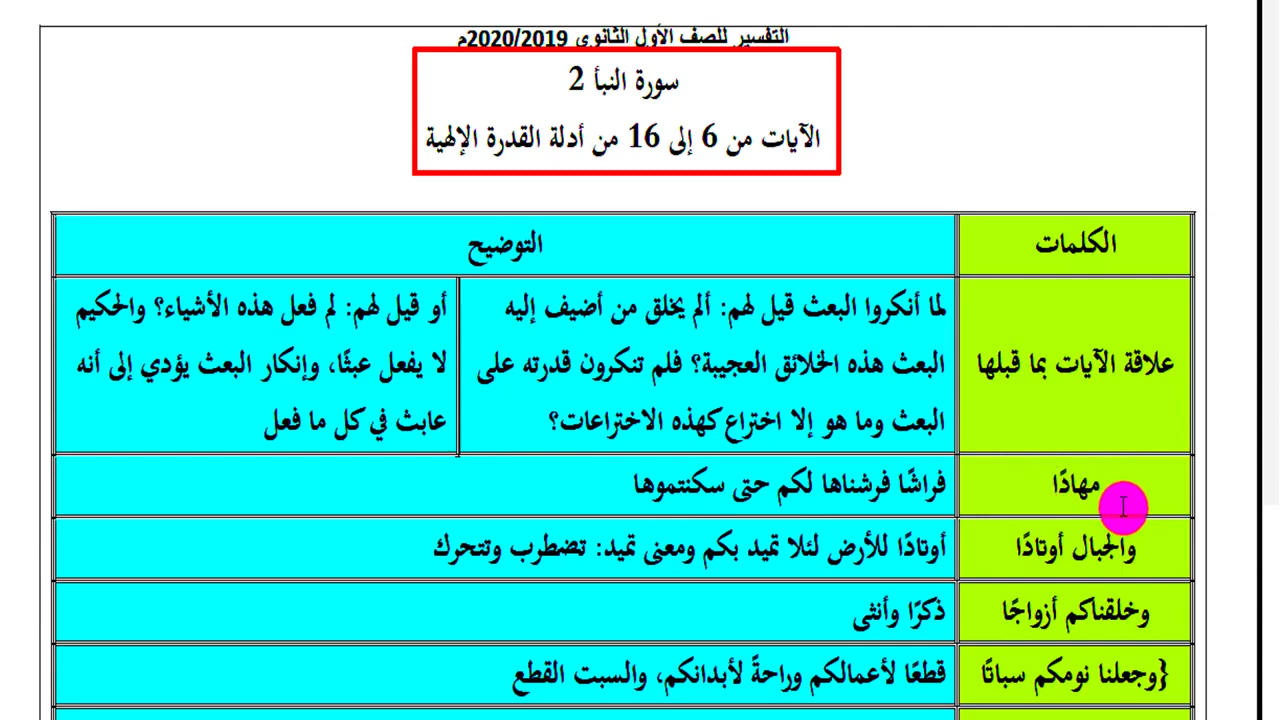 التفسير للصف الأول الثانوي 2020/2019م
سورة النبأ 2
الآيات من 6 إلى 16 من أدلة القدرة الإلهية
الكلمات
التوضيح
علاقة الآيات بما قبلها
لما أنكروا البعث قيل لهم: ألم يخلق من أضيف إليه
البعث هذه الخلائق العجيبة؟ فلم تنكرون قدرته على
البعث وما هو إلا اختراع كهذه الاختراعات؟
أو قيل لهم: لم فعل هذه الأشياء؟ والحكيم
لا يفعل عبثًا، وإنكار البعث يؤدي إلى أنه
عابث في كل ما فعل
مهادًا
فراشًا فرشناها لكم حتى سكنتموها
والجبال أوتادًا
أوتادًا للأرض لئلا تميد بكم ومعنى تميد: تضطرب وتتحرك
وخلقناكم أزواجًا
ذكرًا وأنثى
{وجعلنا نومكم سباتًا
قطعًا لأعمالكم وراحةً لأبدانكم، والسبت القطع